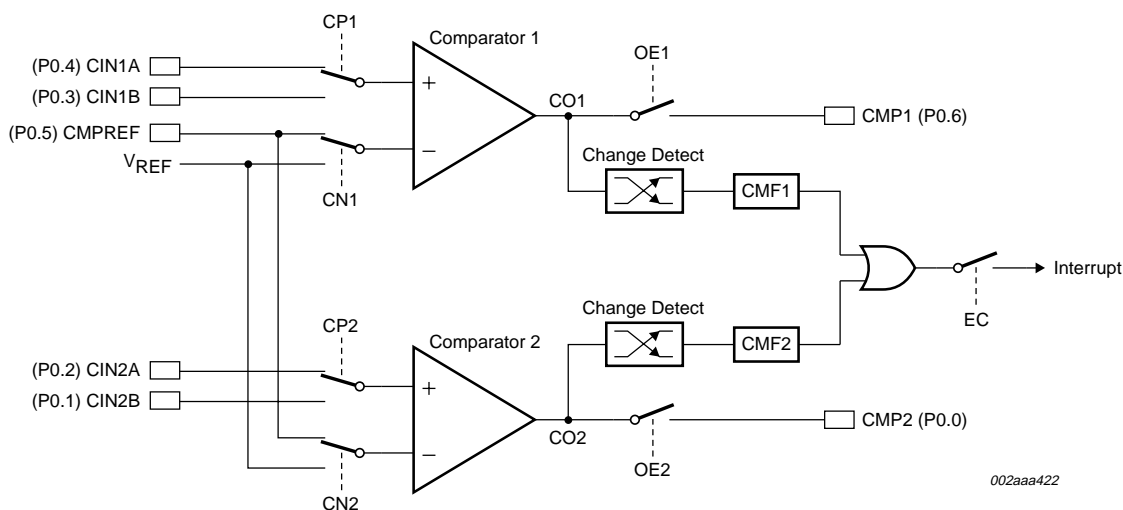 CP1
Comparator 1
OE1
(P0.4) CIN1A
(P0.3) CIN1B
+
CO1
CMP1 (P0.6)
(P0.5) CMPREF
−
Change Detect
VREF
CMF1
CN1
Interrupt
Change Detect
EC
CP2
Comparator 2
CMF2
(P0.2) CIN2A
+
(P0.1) CIN2B
CMP2 (P0.0)
CO2
−
OE2
002aaa422
CN2